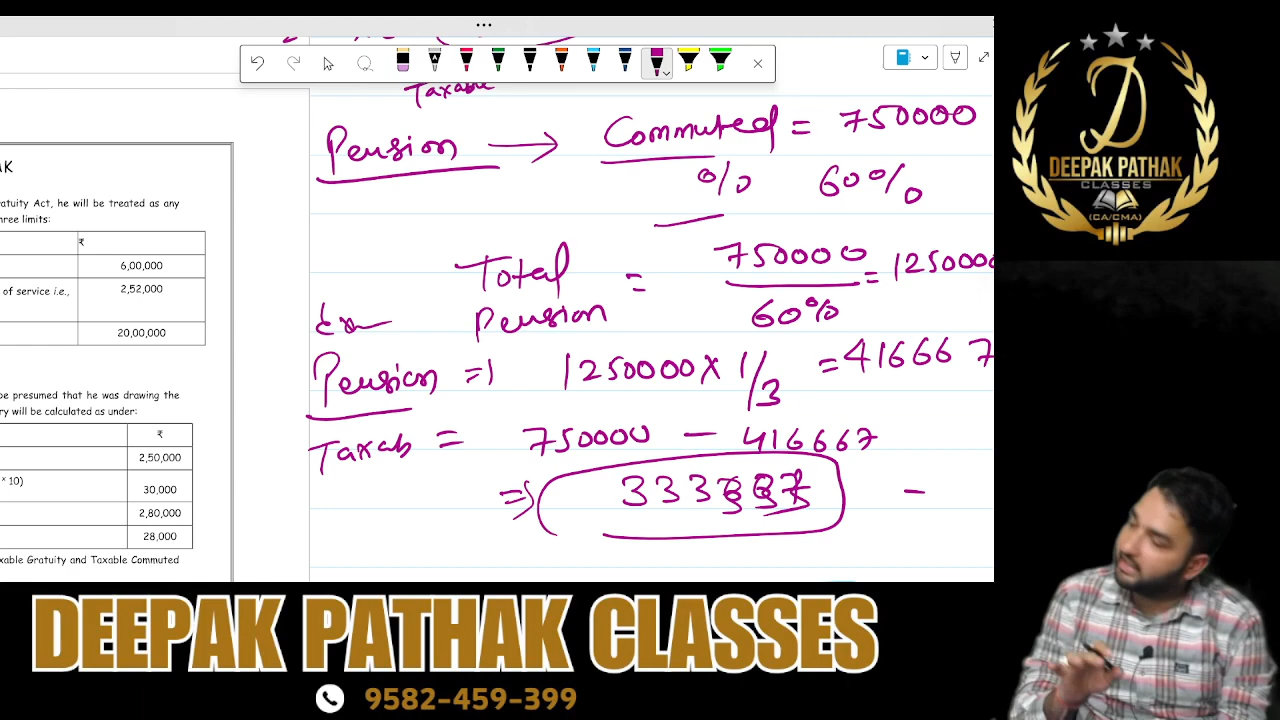 Taxable
Pension → Commuted = 750000
% 60%
Total Pension = 750000 / 60% = 1250000
Ex
Pension ⇒ 1250000 × 1/3 = 416667
Taxab = 750000 – 416667
⇒ 333333 –
AK
ratuity Act, he will be treated as any
hree limits:
₹
6,00,000
of service i.e., 2,52,000
20,00,000
be presumed that he was drawing the
ry will be calculated as under:
₹
2,50,000
× 10) 30,000
2,80,000
28,000
xable Gratuity and Taxable Commuted
D
DEEPAK PATHAK
CLASSES
(CA/CMA)
DEEPAK PATHAK CLASSES
9582-459-399